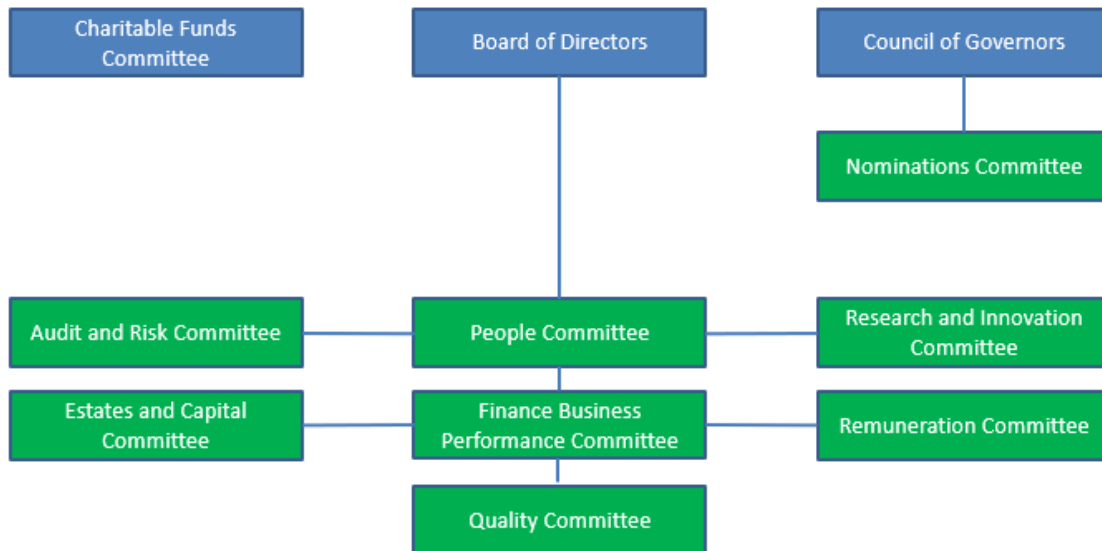 Charitable Funds
Committee
Board of Directors
Council of Governors
Nominations Committee
Audit and Risk Committee
People Committee
Research and Innovation
Committee
Estates and Capital
Committee
Finance Business
Performance Committee
Remuneration Committee
Quality Committee